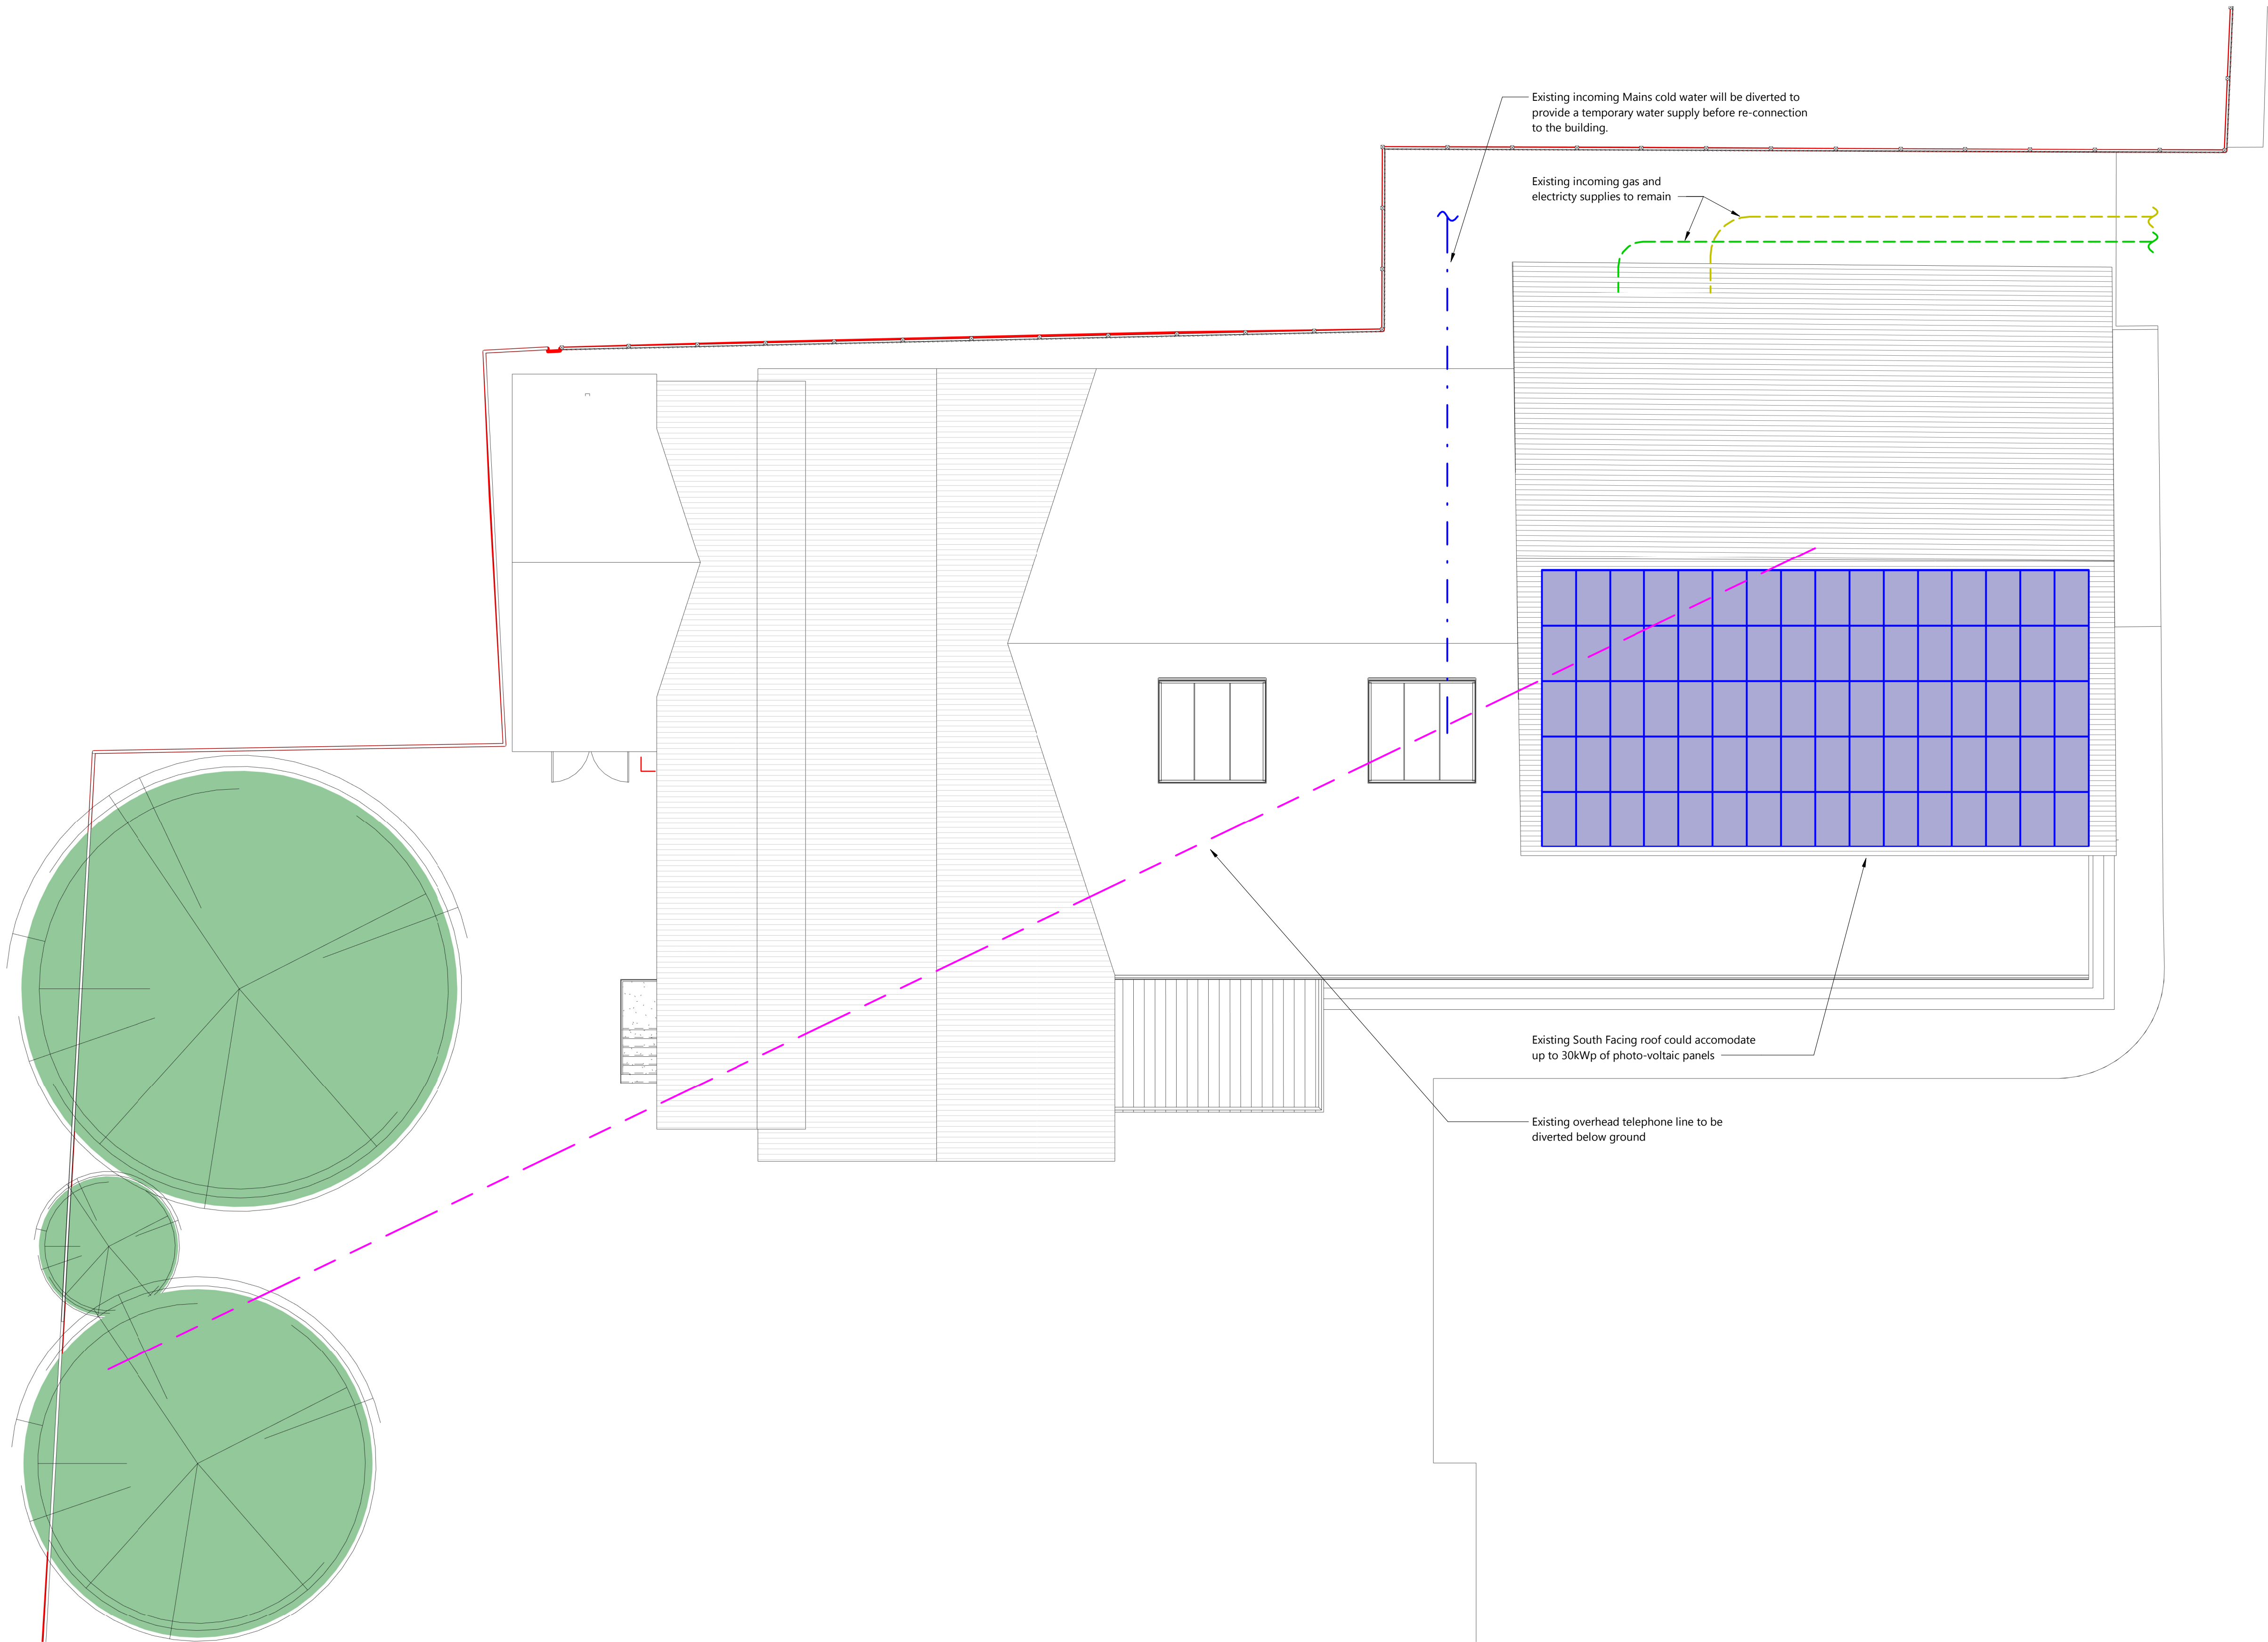 Existing incoming Mains cold water will be diverted to
provide a temporary water supply before re-connection
to the building.
Existing incoming gas and
electricty supplies to remain
Existing South Facing roof could accomodate
up to 30kWp of photo-voltaic panels
Existing overhead telephone line to be
diverted below ground